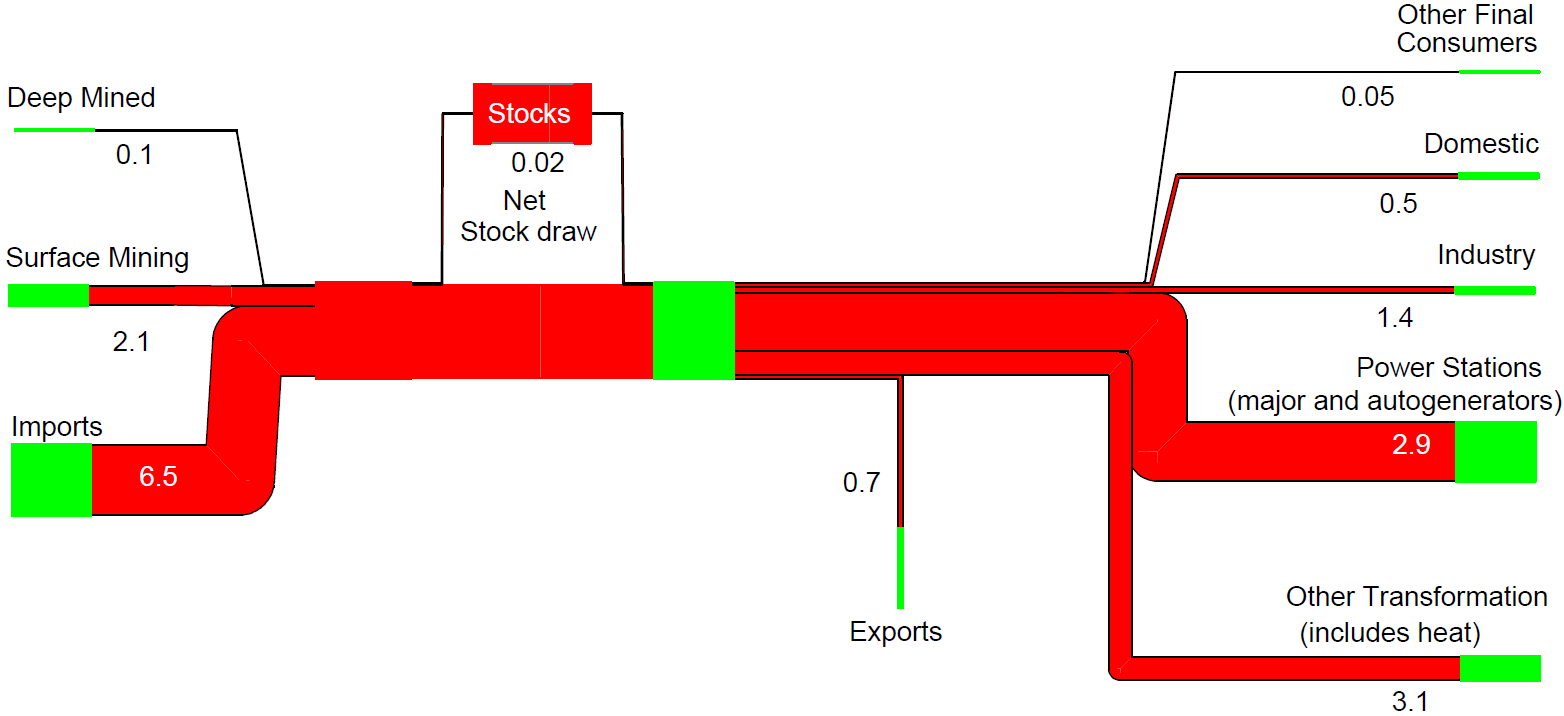 Other Final
Consumers
0.05
Deep Mined
0.1
Stocks
0.02
Net
Stock draw
Domestic
0.5
Surface Mining
2.1
Industry
1.4
Imports
6.5
Power Stations
(major and autogenerators)
2.9
0.7
Exports
Other Transformation
(includes heat)
3.1